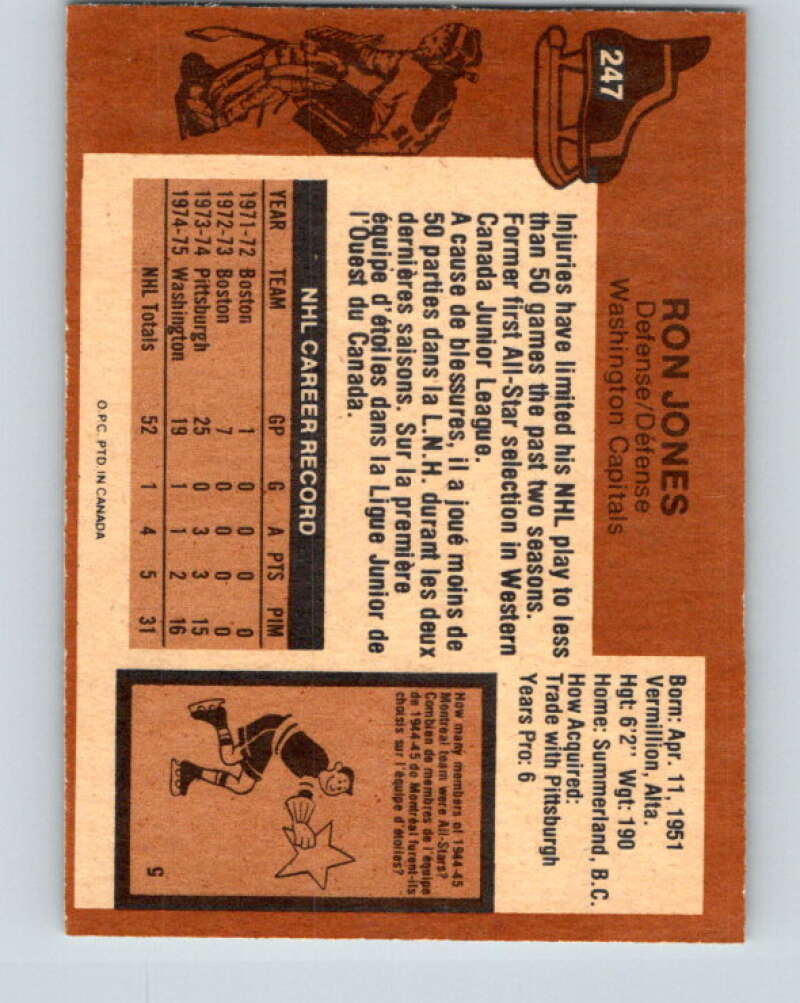 247
RON JONES
Defense/Défense
Washington Capitals
Born: Apr. 11, 1951
Vermillion, Alta.
Hgt: 6'2" Wgt: 190
Home: Summerland, B.C.
How Acquired:
Trade with Pittsburgh
Years Pro: 6
Injuries have limited his NHL play to less
than 50 games the past two seasons.
Former first All-Star selection in Western
Canada Junior League.
A cause de blessures, il a joué moins de
50 parties dans la L.N.H. durant les deux
dernières saisons. Sur la première
équipe d'étoiles dans la Ligue Junior de
l'Ouest du Canada.
NHL CAREER RECORD
YEAR TEAM GP G A PTS PIM
1971-72 Boston 1 0 0 0 0
1972-73 Boston 7 0 0 0 0
1973-74 Pittsburgh 25 0 3 3 15
1974-75 Washington 19 1 1 2 16
NHL Totals 52 1 4 5 31
How many members of 1944-45
Montreal team were All-Stars?
Combien de membres de l'équipe
de 1944-45 de Montréal furent-ils
choisis sur l'équipe d'étoiles?
5
O.P.C. PTD. IN CANADA